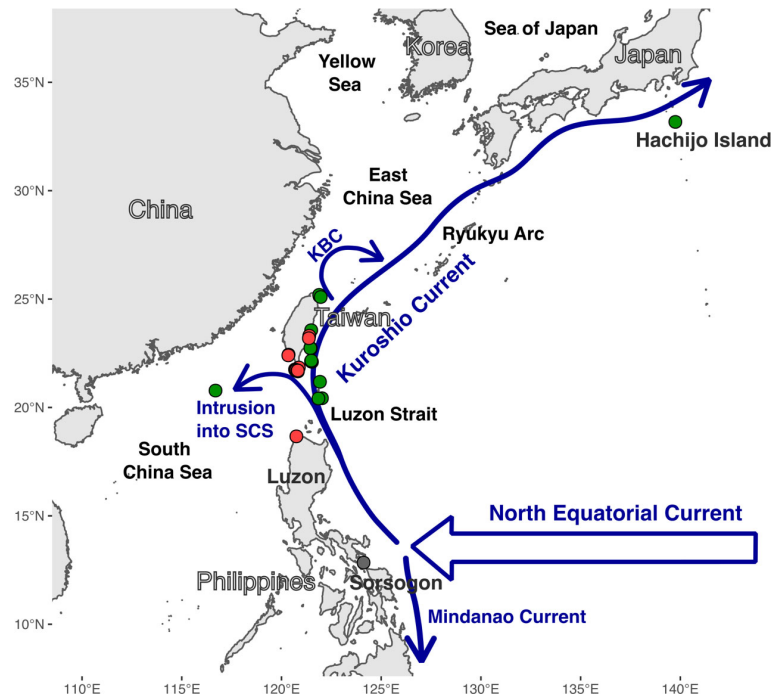 Sea of Japan
Korea
Japan
Yellow
Sea
35°N
Hachijo Island
30°N
East
China Sea
China
Ryukyu Arc
KBC
25°N
Taiwan
Kuroshio Current
20°N
Intrusion
into SCS
Luzon Strait
South
China Sea
Luzon
15°N
North Equatorial Current
Philippines
Sorsogon
Mindanao Current
10°N
110°E
115°E
120°E
125°E
130°E
135°E
140°E